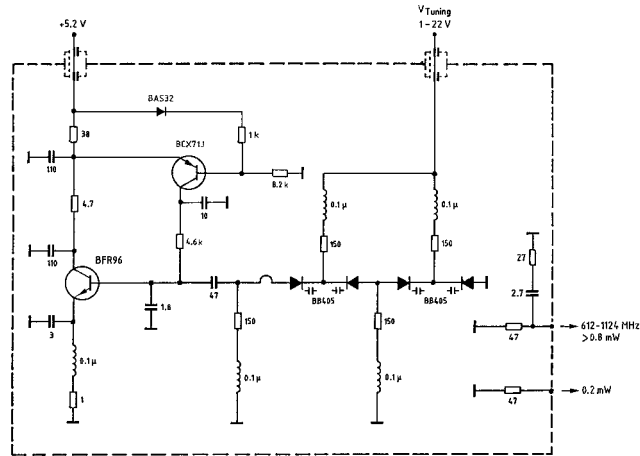 +5.2 V
V Tuning
1-22 V
BAS32
38
1 k
BCX71J
110
8.2 k
0.1 µ
0.1 µ
4.7
10
150
150
4.6 k
27
110
BFR96
2.7
47
BB405
BB405
1.8
3
150
150
47
612-1124 MHz
>0.8 mW
0.1 µ
0.1 µ
0.1 µ
47
0.2 mW
1